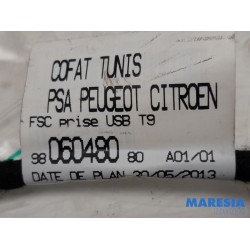 COFAT TUNIS
PSA PEUGEOT CITROEN
FSC prise USB T9
98 060480 80 A01/01
DATE DE PLAN 30/05/2013
MARESIA